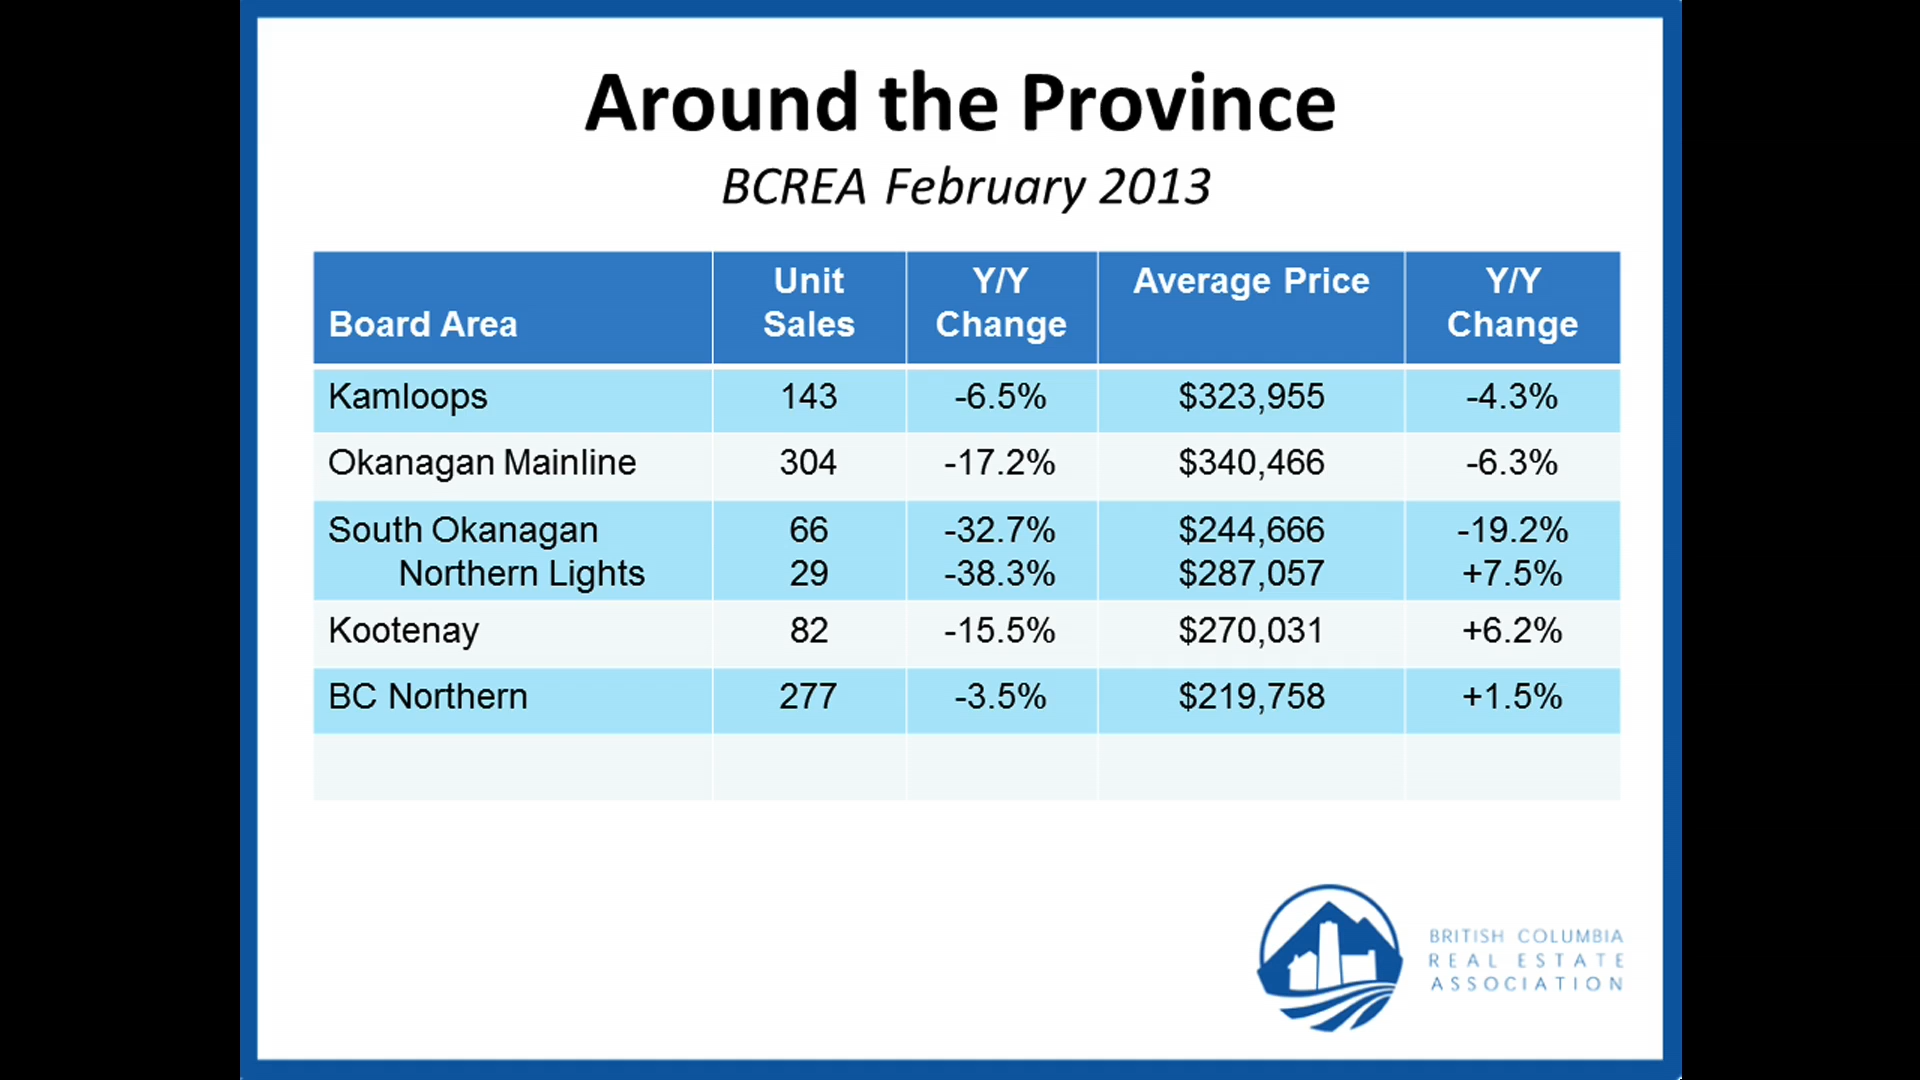 Around the Province
BCREA February 2013
Board Area Unit Sales Y/Y Change Average Price Y/Y Change
Kamloops 143 -6.5% $323,955 -4.3%
Okanagan Mainline 304 -17.2% $340,466 -6.3%
South Okanagan 66 -32.7% $244,666 -19.2%
Northern Lights 29 -38.3% $287,057 +7.5%
Kootenay 82 -15.5% $270,031 +6.2%
BC Northern 277 -3.5% $219,758 +1.5%
BRITISH COLUMBIA
REAL ESTATE
ASSOCIATION